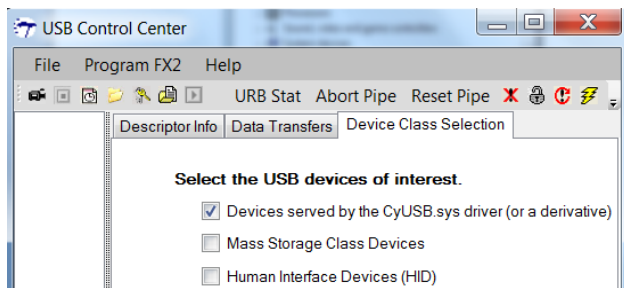 USB Control Center
File Program FX2 Help
URB Stat Abort Pipe Reset Pipe
Descriptor Info Data Transfers Device Class Selection
Select the USB devices of interest.
Devices served by the CyUSB.sys driver (or a derivative)
Mass Storage Class Devices
Human Interface Devices (HID)